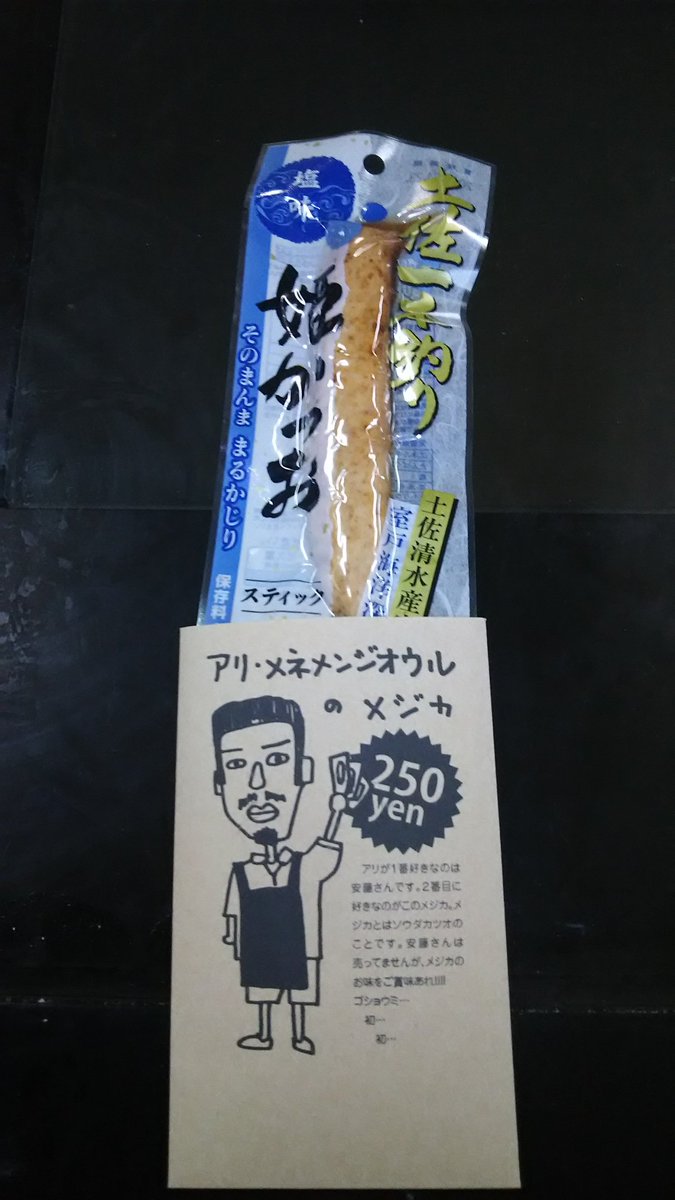 塩味
土佐一本釣り
姫かつお
そのまんま まるかじり
スティック
保存料
土佐清水産
室戸海洋
アリ・メネメンジオウル
の メジカ
250
yen
アリが1番好きなのは
安藤さんです。2番目に
好きなのがこのメジカ。メ
ジカとはソウダカツオの
ことです。安藤さんは
売ってませんが、メジカの
お味をご賞味あれ!!!!
ゴショウミ…
初…
初…